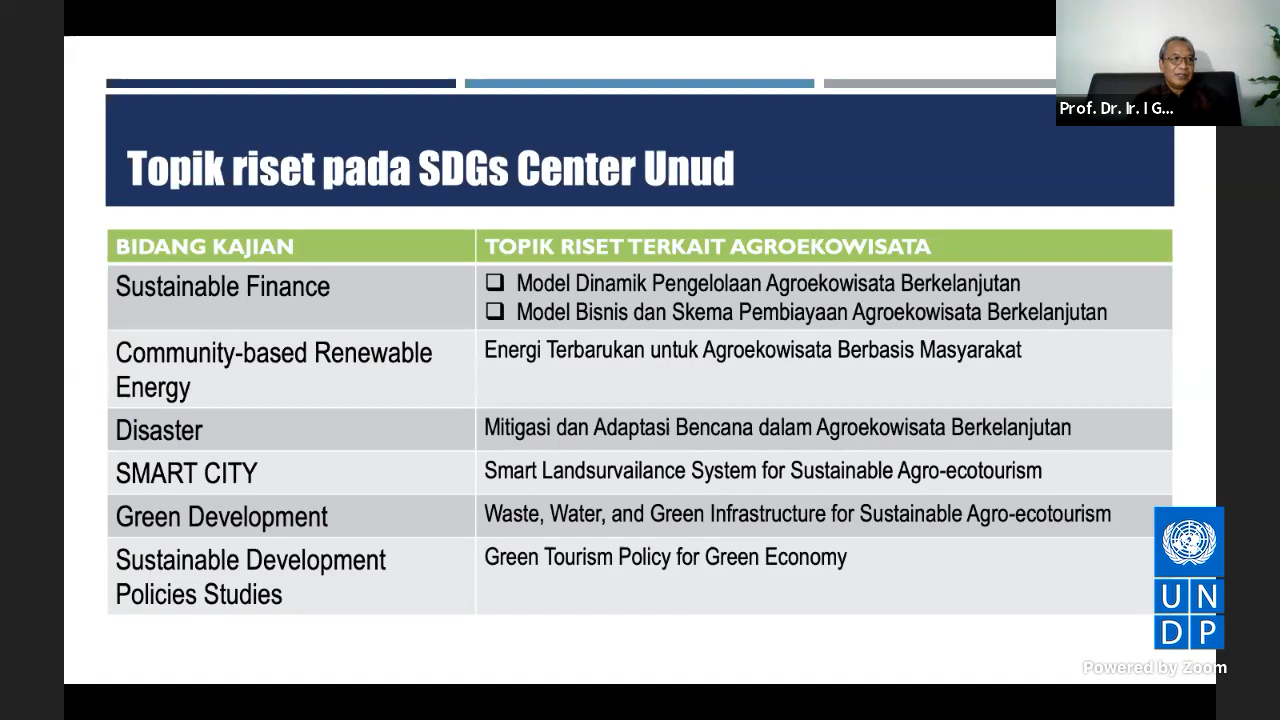 Prof. Dr. Ir. I G...
Topik riset pada SDGs Center Unud
BIDANG KAJIAN
TOPIK RISET TERKAIT AGROEKOWISATA
Sustainable Finance
Model Dinamik Pengelolaan Agroekowisata Berkelanjutan
Model Bisnis dan Skema Pembiayaan Agroekowisata Berkelanjutan
Community-based Renewable
Energy
Energi Terbarukan untuk Agroekowisata Berbasis Masyarakat
Disaster
Mitigasi dan Adaptasi Bencana dalam Agroekowisata Berkelanjutan
SMART CITY
Smart Landsurvailance System for Sustainable Agro-ecotourism
Green Development
Waste, Water, and Green Infrastructure for Sustainable Agro-ecotourism
Sustainable Development
Policies Studies
Green Tourism Policy for Green Economy
U N
D P
Powered by Zoom